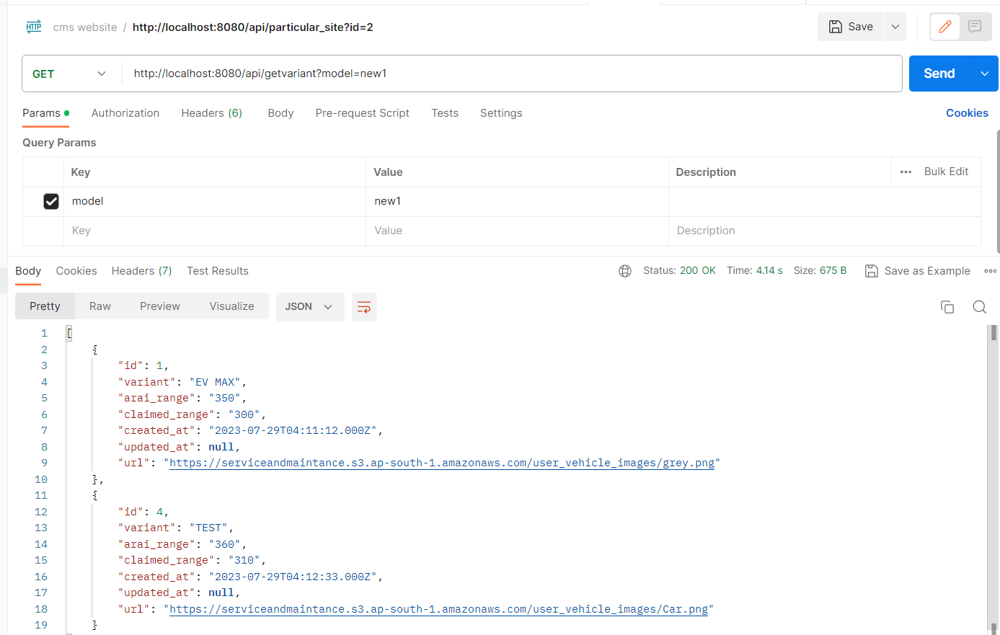 HTTP cms website / http://localhost:8080/api/particular_site?id=2 Save
GET http://localhost:8080/api/getvariant?model=new1 Send
Params Authorization Headers (6) Body Pre-request Script Tests Settings Cookies
Query Params
Key Value Description Bulk Edit
model new1
Key Value Description
Body Cookies Headers (7) Test Results Status: 200 OK Time: 4.14 s Size: 675 B Save as Example
Pretty Raw Preview Visualize JSON
1 [
2 {
3 "id": 1,
4 "variant": "EV MAX",
5 "arai_range": "350",
6 "claimed_range": "300",
7 "created_at": "2023-07-29T04:11:12.000Z",
8 "updated_at": null,
9 "url": "https://serviceandmaintance.s3.ap-south-1.amazonaws.com/user_vehicle_images/grey.png"
10 },
11 {
12 "id": 4,
13 "variant": "TEST",
14 "arai_range": "360",
15 "claimed_range": "310",
16 "created_at": "2023-07-29T04:12:33.000Z",
17 "updated_at": null,
18 "url": "https://serviceandmaintance.s3.ap-south-1.amazonaws.com/user_vehicle_images/Car.png"
19 }